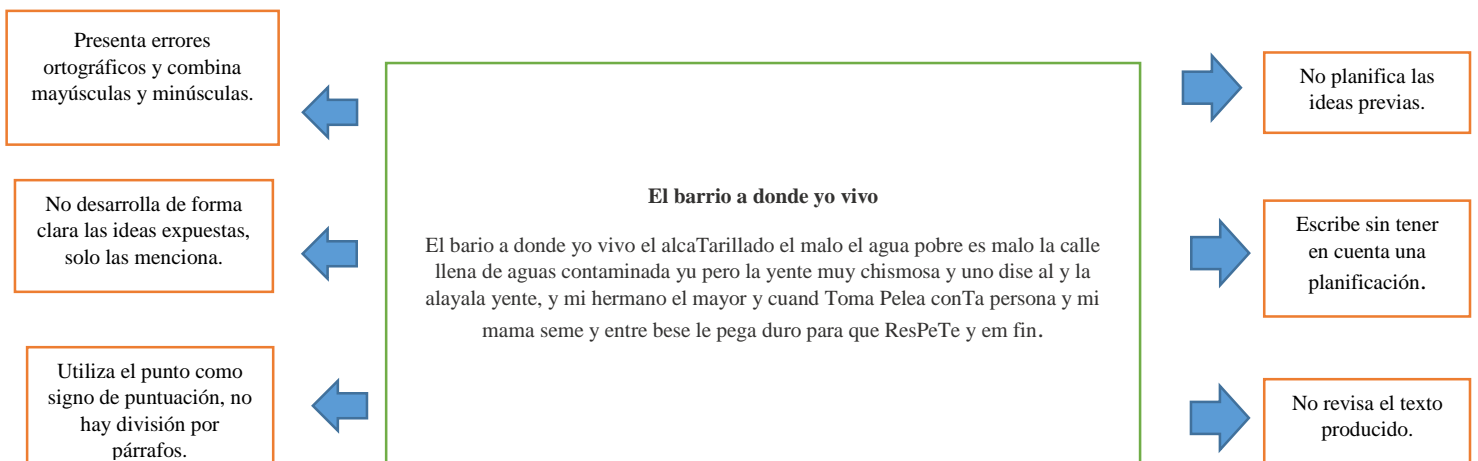 Presenta errores
ortográficos y combina
mayúsculas y minúsculas.
No desarrolla de forma
clara las ideas expuestas,
solo las menciona.
Utiliza el punto como
signo de puntuación, no
hay división por
párrafos.
El barrio a donde yo vivo
El bario a donde yo vivo el alcaTarillado el malo el agua pobre es malo la calle
llena de aguas contaminada yu pero la yente muy chismosa y uno dise al y la
alayala yente, y mi hermano el mayor y cuand Toma Pelea conTa persona y mi
mama seme y entre bese le pega duro para que ResPeTe y em fin.
No planifica las
ideas previas.
Escribe sin tener
en cuenta una
planificación.
No revisa el texto
producido.